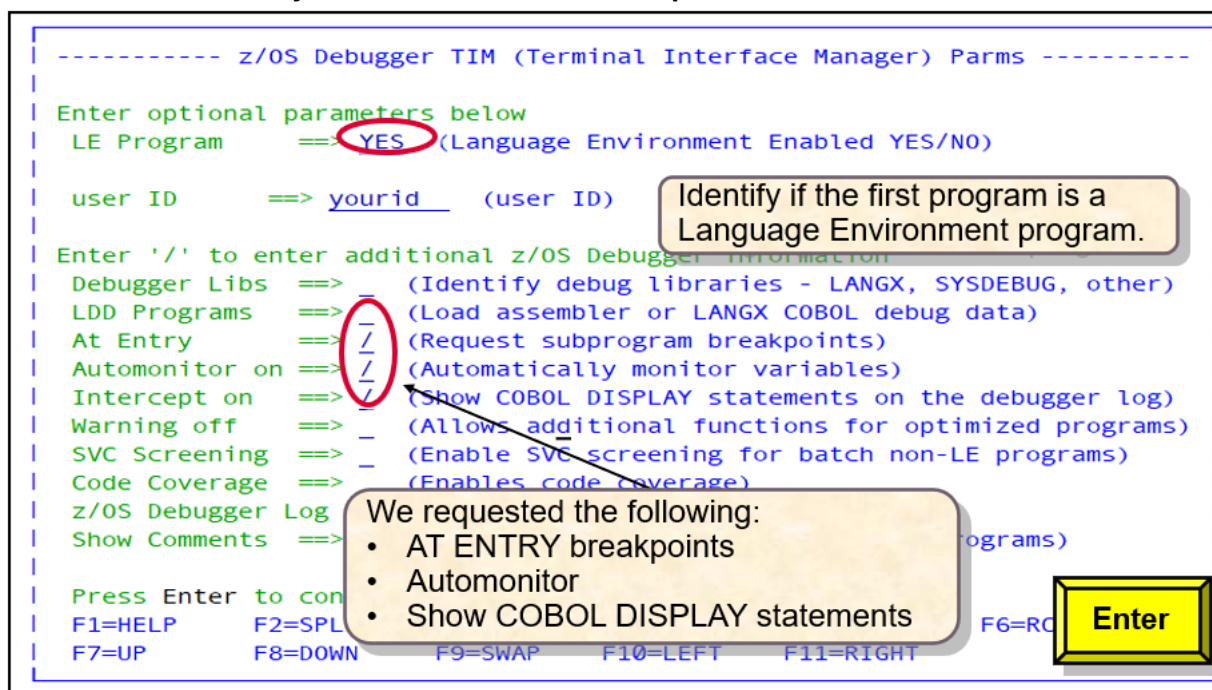 ----------- z/OS Debugger TIM (Terminal Interface Manager) Parms ----------
Enter optional parameters below
LE Program ==> YES (Language Environment Enabled YES/NO)
user ID ==> yourid (user ID)
Identify if the first program is a
Language Environment program.
Enter '/' to enter additional z/OS Debugger information
Debugger Libs ==> _ (Identify debug libraries - LANGX, SYSDEBUG, other)
LDD Programs ==> _ (Load assembler or LANGX COBOL debug data)
At Entry ==> / (Request subprogram breakpoints)
Automonitor on ==> / (Automatically monitor variables)
Intercept on ==> / (Show COBOL DISPLAY statements on the debugger log)
Warning off ==> _ (Allows additional functions for optimized programs)
SVC Screening ==> _ (Enable SVC screening for batch non-LE programs)
Code Coverage ==> (Enables code coverage)
z/OS Debugger Log
Show Comments ==>
We requested the following:
• AT ENTRY breakpoints
• Automonitor
• Show COBOL DISPLAY statements
Press Enter to
F1=HELP
F7=UP F8=DOWN F9=SWAP F10=LEFT F11=RIGHT
Enter